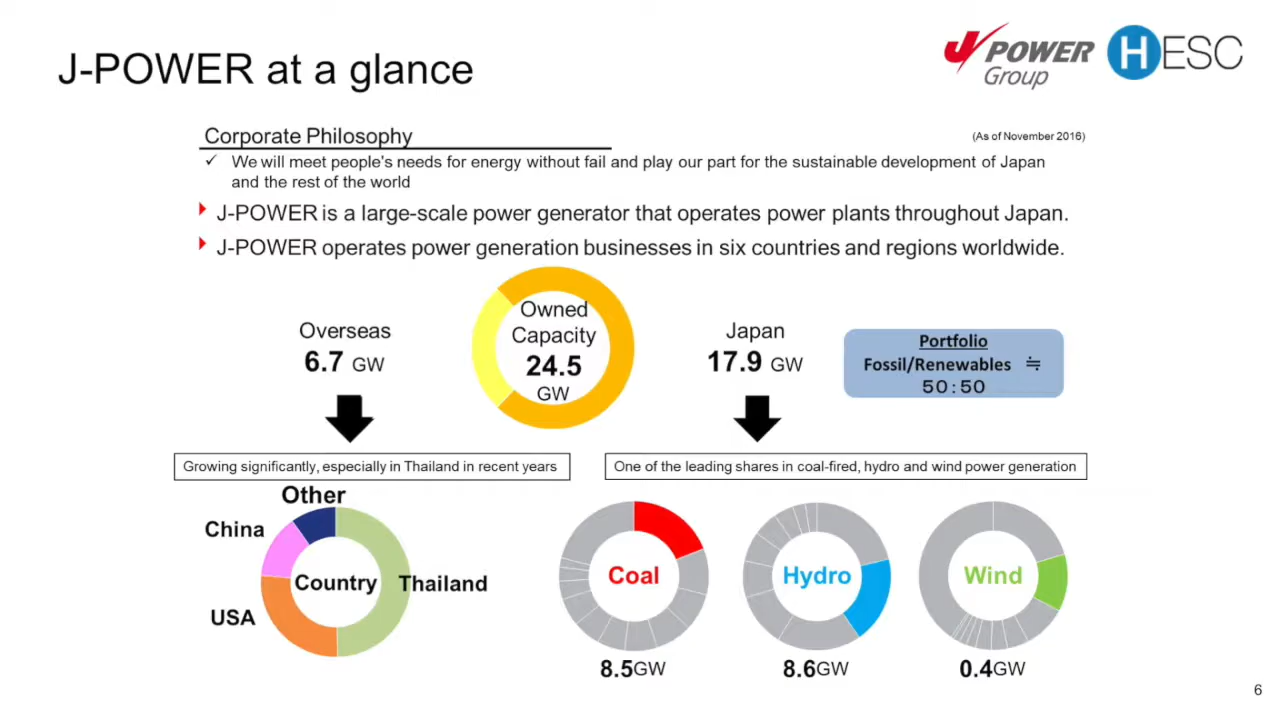 J-POWER at a glance
J-POWER Group
HESC
Corporate Philosophy
(As of November 2016)
✓ We will meet people's needs for energy without fail and play our part for the sustainable development of Japan
and the rest of the world
J-POWER is a large-scale power generator that operates power plants throughout Japan.
J-POWER operates power generation businesses in six countries and regions worldwide.
Overseas
6.7 GW
Owned
Capacity
24.5
GW
Japan
17.9 GW
Portfolio
Fossil/Renewables ≒
50:50
Growing significantly, especially in Thailand in recent years
One of the leading shares in coal-fired, hydro and wind power generation
Other
China
Country
Thailand
USA
Coal
8.5GW
Hydro
8.6GW
Wind
0.4GW
6